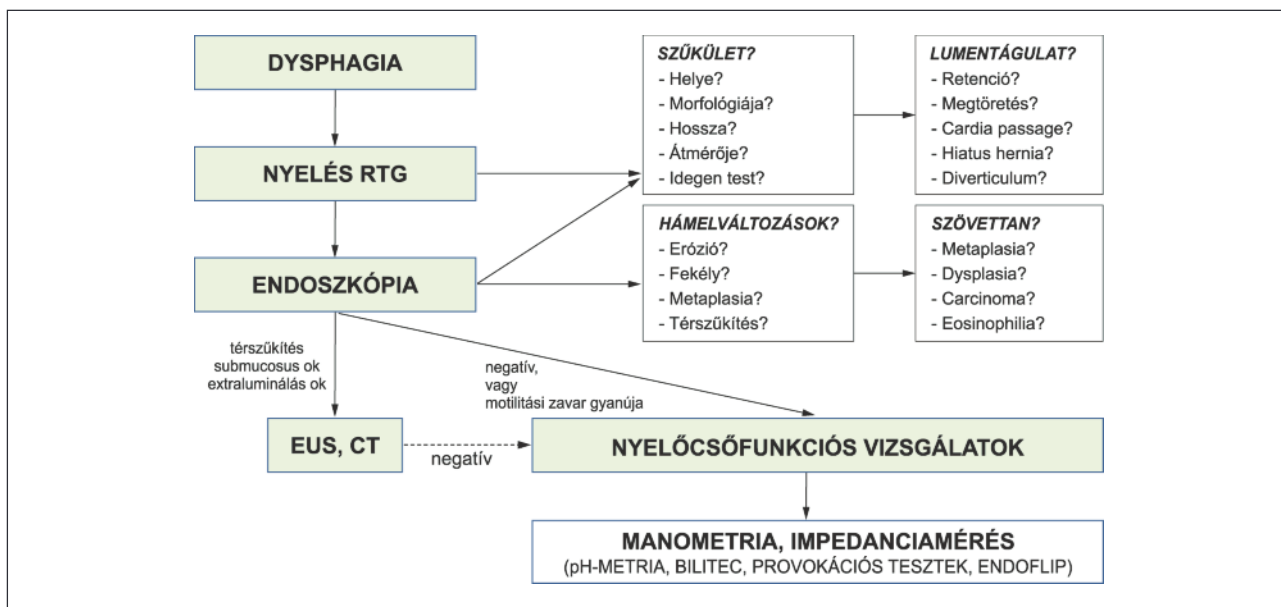 DYSPHAGIA
NYELÉS RTG
ENDOSZKÓPIA
SZŰKÜLET?
- Helye?
- Morfológiája?
- Hossza?
- Átmérője?
- Idegen test?
LUMENTÁGULAT?
- Retenció?
- Megtöretés?
- Cardia passage?
- Hiatus hernia?
- Diverticulum?
HÁMELVÁLTOZÁSOK?
- Erózió?
- Fekély?
- Metaplasia?
- Térszűkítés?
SZÖVETTAN?
- Metaplasia?
- Dysplasia?
- Carcinoma?
- Eosinophilia?
térszűkítés
submucosus ok
extraluminálás ok
negatív,
vagy
motilitási zavar gyanúja
EUS, CT
negatív
NYELŐCSŐFUNKCIÓS VIZSGÁLATOK
MANOMETRIA, IMPEDANCIAMÉRÉS
(pH-METRIA, BILITEC, PROVOKÁCIÓS TESZTEK, ENDOFLIP)